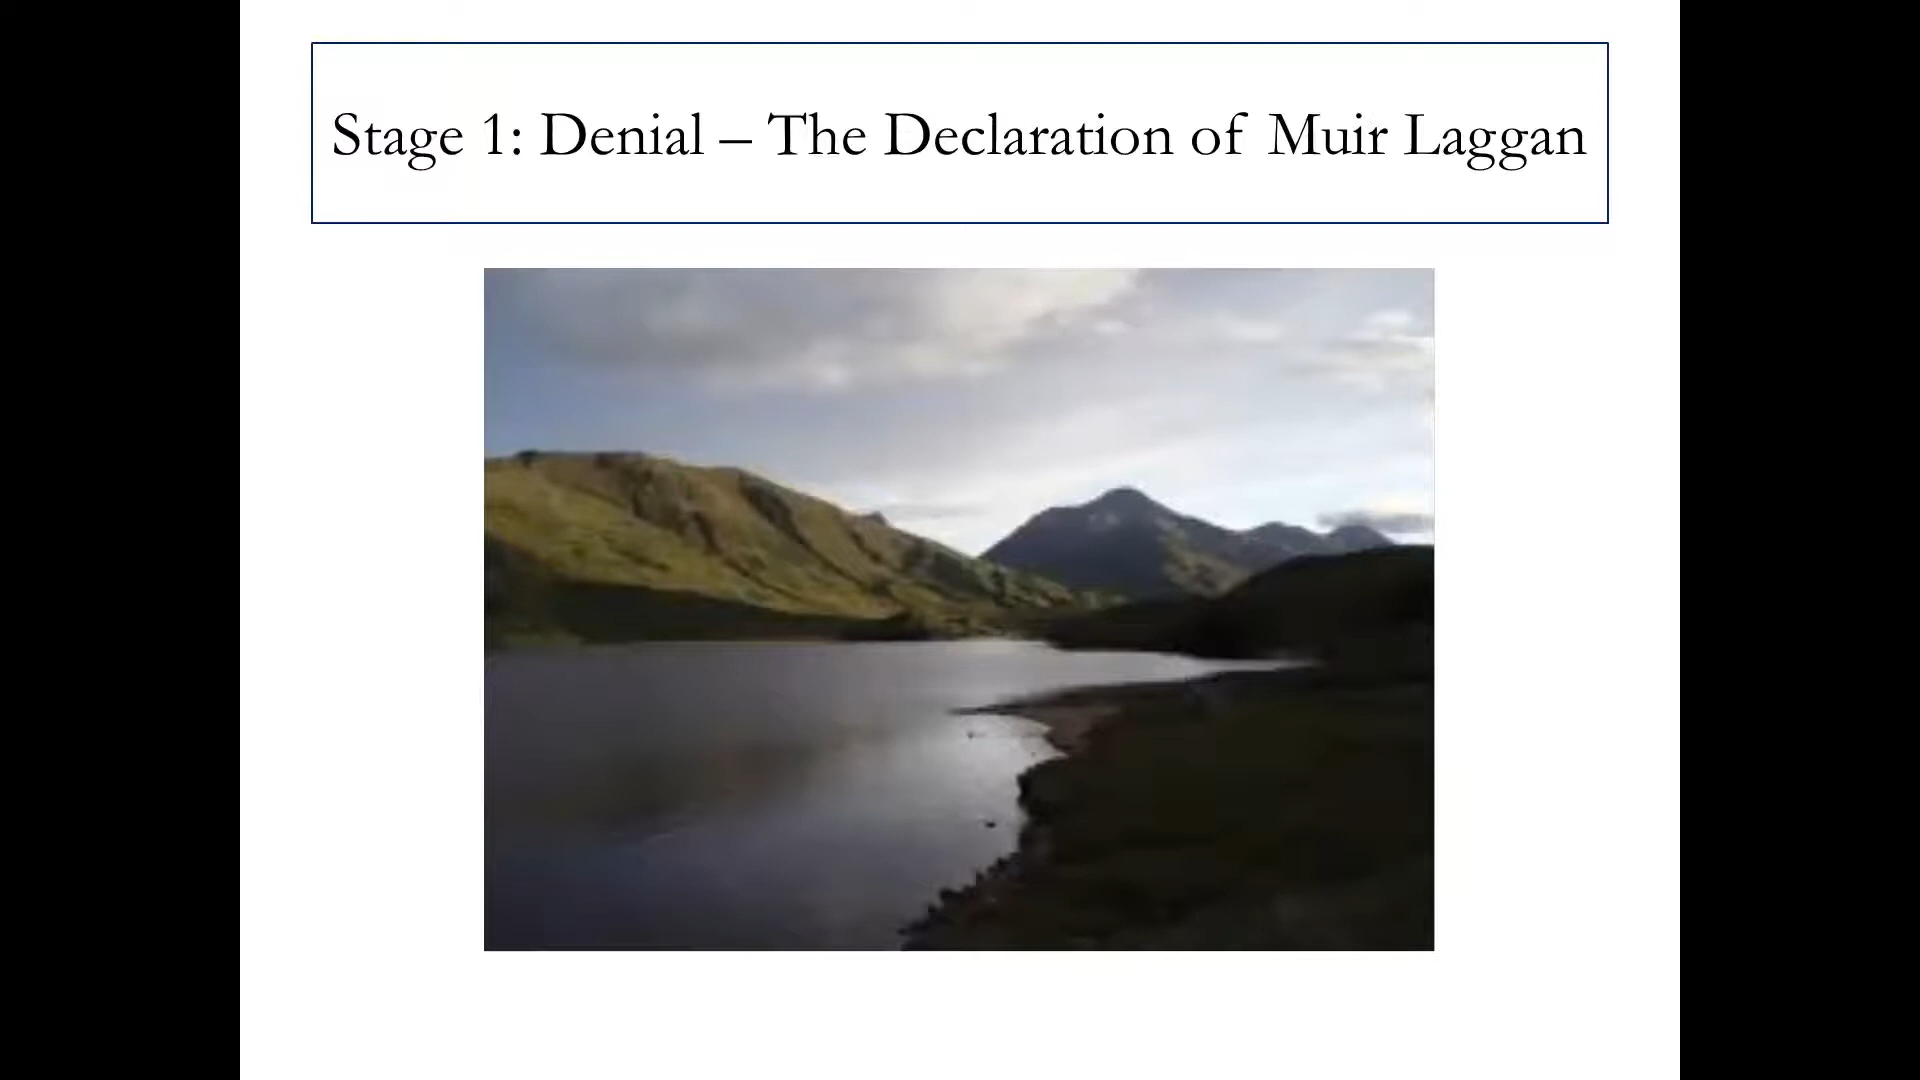 Stage 1: Denial – The Declaration of Muir Laggan